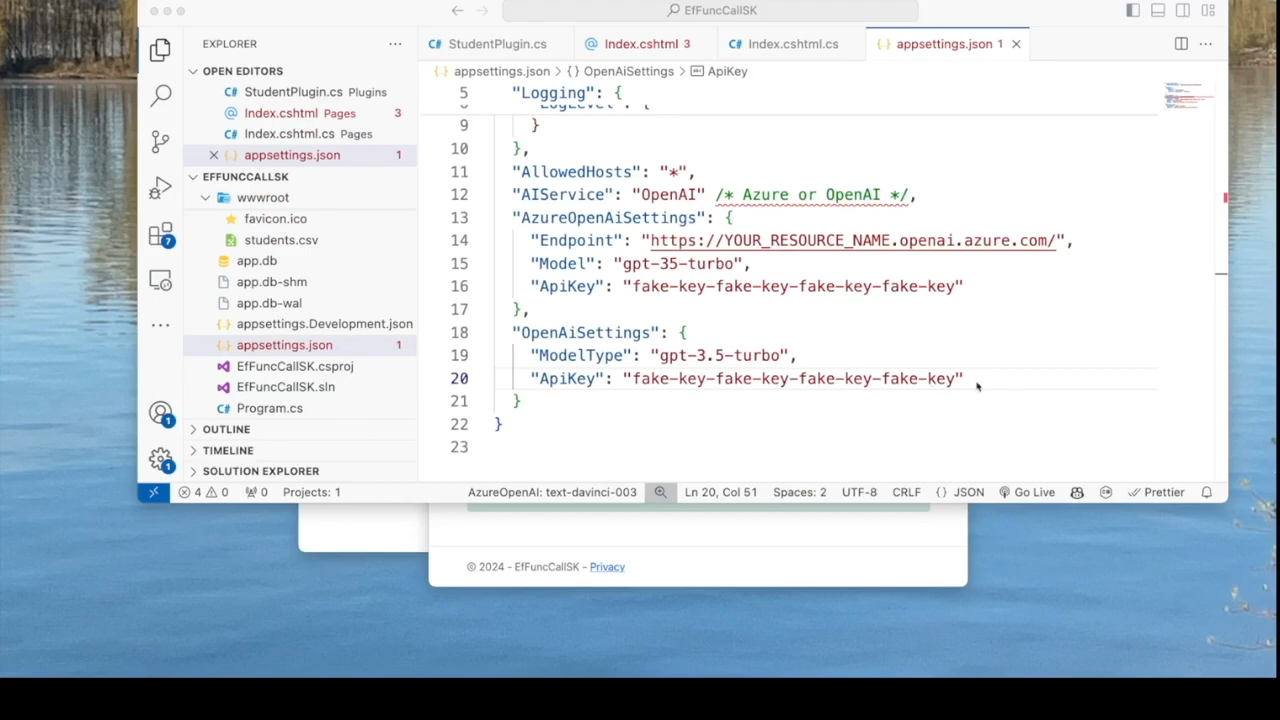 EfFuncCallSK
EXPLORER
StudentPlugin.cs
Index.cshtml 3
Index.cshtml.cs
appsettings.json 1
OPEN EDITORS
StudentPlugin.cs Plugins
Index.cshtml Pages 3
Index.cshtml.cs Pages
appsettings.json 1
EFFUNCCALLSK
wwwroot
favicon.ico
students.csv
app.db
app.db-shm
app.db-wal
appsettings.Development.json
appsettings.json 1
EfFuncCallSK.csproj
EfFuncCallSK.sln
Program.cs
OUTLINE
TIMELINE
SOLUTION EXPLORER
7
1
1
appsettings.json > {} OpenAiSettings > ApiKey
5 "Logging": {
6 "LogLevel": {
9 }
10 },
11 "AllowedHosts": "*",
12 "AIService": "OpenAI" /* Azure or OpenAI */,
13 "AzureOpenAiSettings": {
14 "Endpoint": "https://YOUR_RESOURCE_NAME.openai.azure.com/",
15 "Model": "gpt-35-turbo",
16 "ApiKey": "fake-key-fake-key-fake-key-fake-key"
17 },
18 "OpenAiSettings": {
19 "ModelType": "gpt-3.5-turbo",
20 "ApiKey": "fake-key-fake-key-fake-key-fake-key"
21 }
22 }
23
4 0 0 Projects: 1 AzureOpenAI: text-davinci-003 Ln 20, Col 51 Spaces: 2 UTF-8 CRLF {} JSON Go Live Prettier
© 2024 - EfFuncCallSK - Privacy